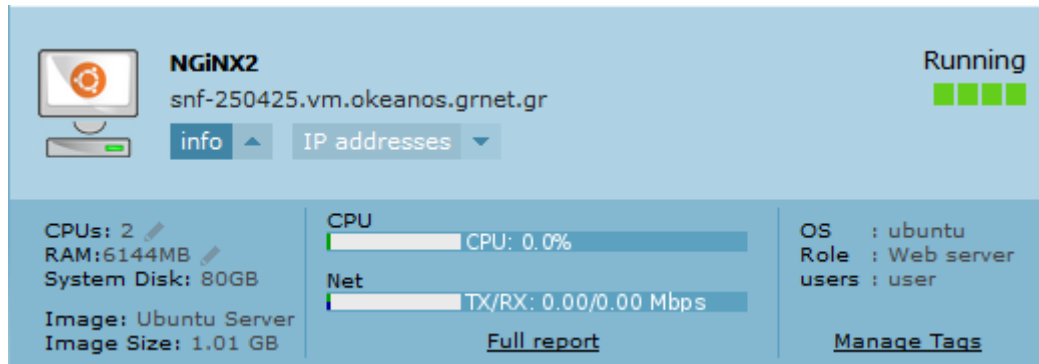 NGiNX2
Running
snf-250425.vm.okeanos.grnet.gr
info
IP addresses
CPUs: 2
RAM:6144MB
System Disk: 80GB
Image: Ubuntu Server
Image Size: 1.01 GB
CPU
CPU: 0.0%
Net
TX/RX: 0.00/0.00 Mbps
Full report
OS : ubuntu
Role : Web server
users : user
Manage Tags